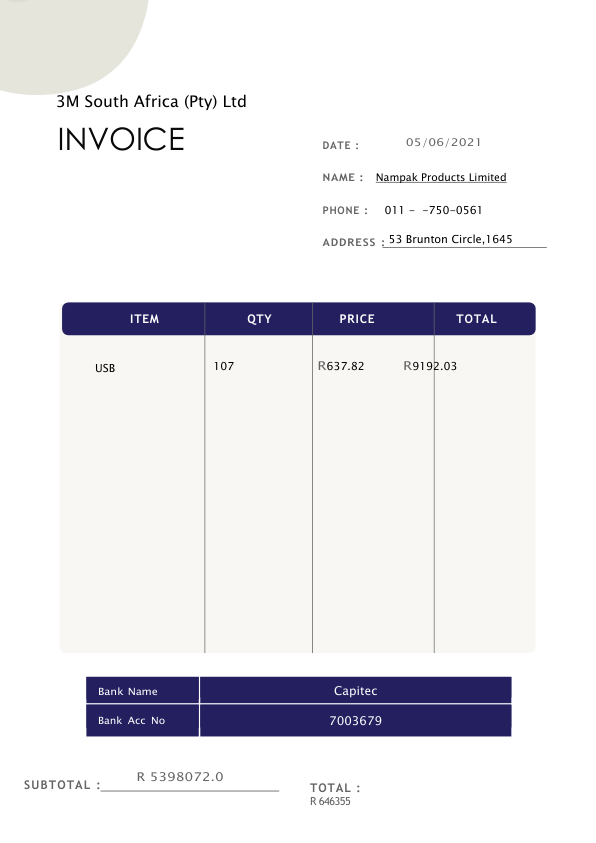 3M South Africa (Pty) Ltd
INVOICE
DATE : 05/06/2021
NAME : Nampak Products Limited
PHONE : 011 - -750-0561
ADDRESS : 53 Brunton Circle,1645
ITEM QTY PRICE TOTAL
USB 107 R637.82 R9192.03
Bank Name Capitec
Bank Acc No 7003679
SUBTOTAL : R 5398072.0
TOTAL :
R 646355